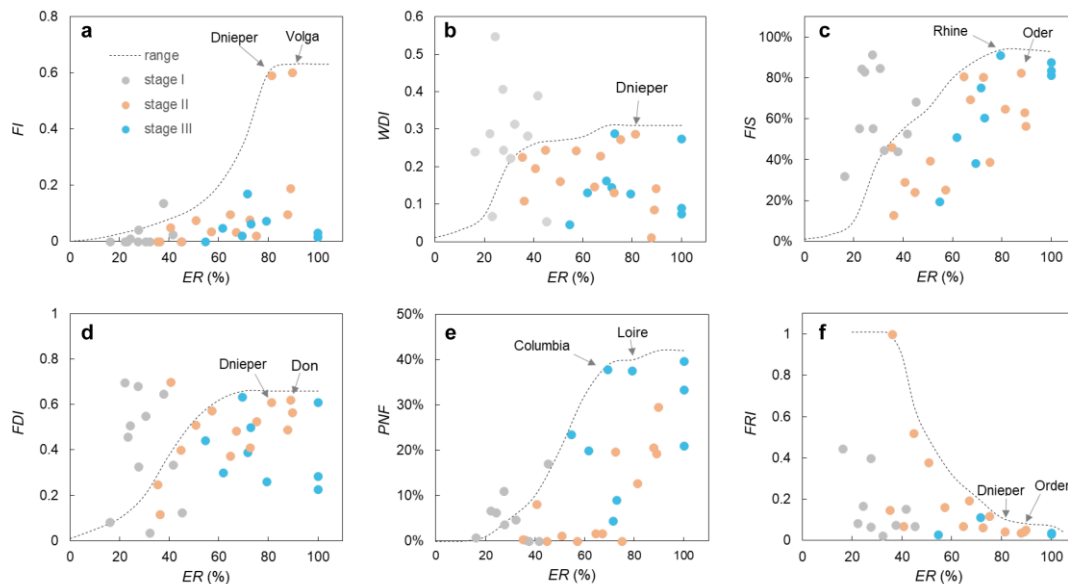 a
Dnieper Volga
range
stage I
stage II
stage III
FI
0.8
0.6
0.4
0.2
0
0 20 40 60 80 100
ER (%)
b
Dnieper
WDI
0.6
0.5
0.4
0.3
0.2
0.1
0
0 20 40 60 80 100
ER (%)
c
Rhine Oder
FIS
100%
80%
60%
40%
20%
0%
0 20 40 60 80 100
ER (%)
d
Dnieper Don
FDI
1
0.8
0.6
0.4
0.2
0
0 20 40 60 80 100
ER (%)
e
Columbia Loire
PNF
50%
40%
30%
20%
10%
0%
0 20 40 60 80 100
ER (%)
f
Dnieper Order
FRI
1
0.8
0.6
0.4
0.2
0
0 20 40 60 80 100
ER (%)